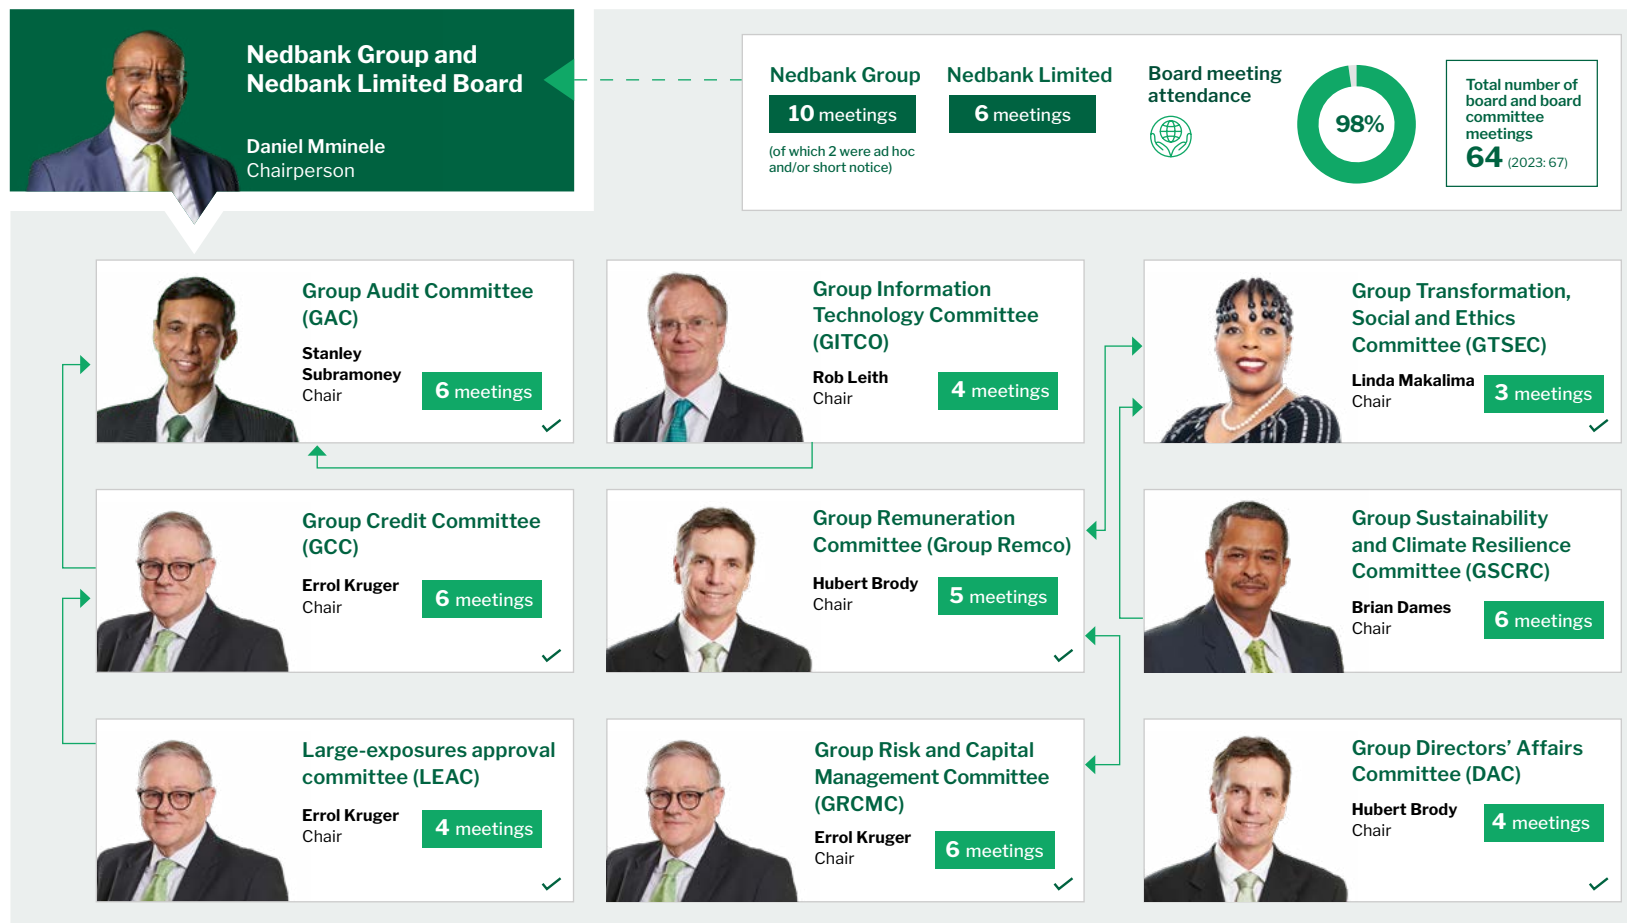 Nedbank Group and
Nedbank Limited Board
Daniel Mminele
Chairperson
Nedbank Group
10 meetings
(of which 2 were ad hoc
and/or short notice)
Nedbank Limited
6 meetings
Board meeting
attendance
98%
Total number of
board and board
committee
meetings
64 (2023: 67)
Group Audit Committee
(GAC)
Stanley
Subramoney
Chair
6 meetings
Group Information
Technology Committee
(GITCO)
Rob Leith
Chair
4 meetings
Group Transformation,
Social and Ethics
Committee (GTSEC)
Linda Makalima
Chair
3 meetings
Group Credit Committee
(GCC)
Errol Kruger
Chair
6 meetings
Group Remuneration
Committee (Group Remco)
Hubert Brody
Chair
5 meetings
Group Sustainability
and Climate Resilience
Committee (GSCRC)
Brian Dames
Chair
6 meetings
Large-exposures approval
committee (LEAC)
Errol Kruger
Chair
4 meetings
Group Risk and Capital
Management Committee
(GRCMC)
Errol Kruger
Chair
6 meetings
Group Directors’ Affairs
Committee (DAC)
Hubert Brody
Chair
4 meetings